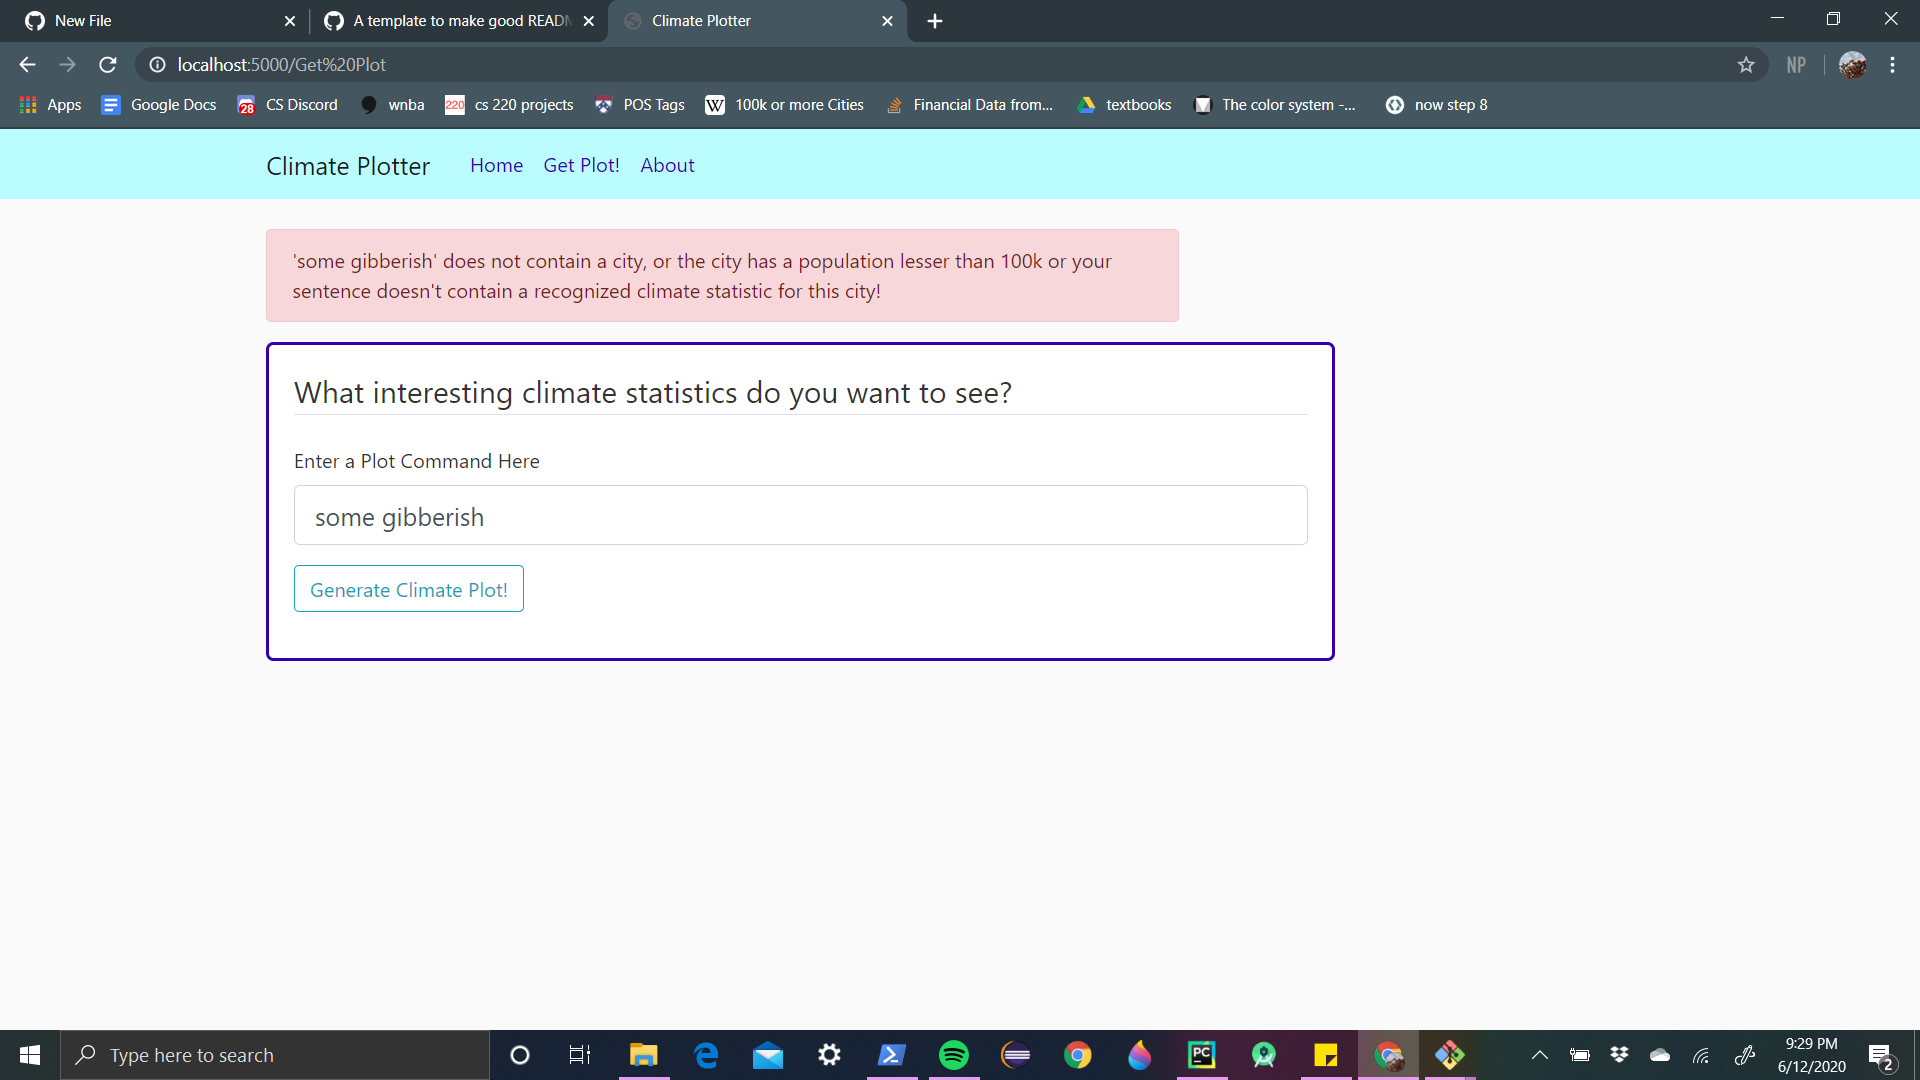 New File
A template to make good READM
Climate Plotter
localhost:5000/Get%20Plot
NP
Apps
Google Docs
28
CS Discord
wnba
220
cs 220 projects
POS Tags
W
100k or more Cities
Financial Data from...
textbooks
The color system -...
now step 8
Climate Plotter
Home
Get Plot!
About
'some gibberish' does not contain a city, or the city has a population lesser than 100k or your
sentence doesn't contain a recognized climate statistic for this city!
What interesting climate statistics do you want to see?
Enter a Plot Command Here
some gibberish
Generate Climate Plot!
Type here to search
PC
9:29 PM
6/12/2020
2